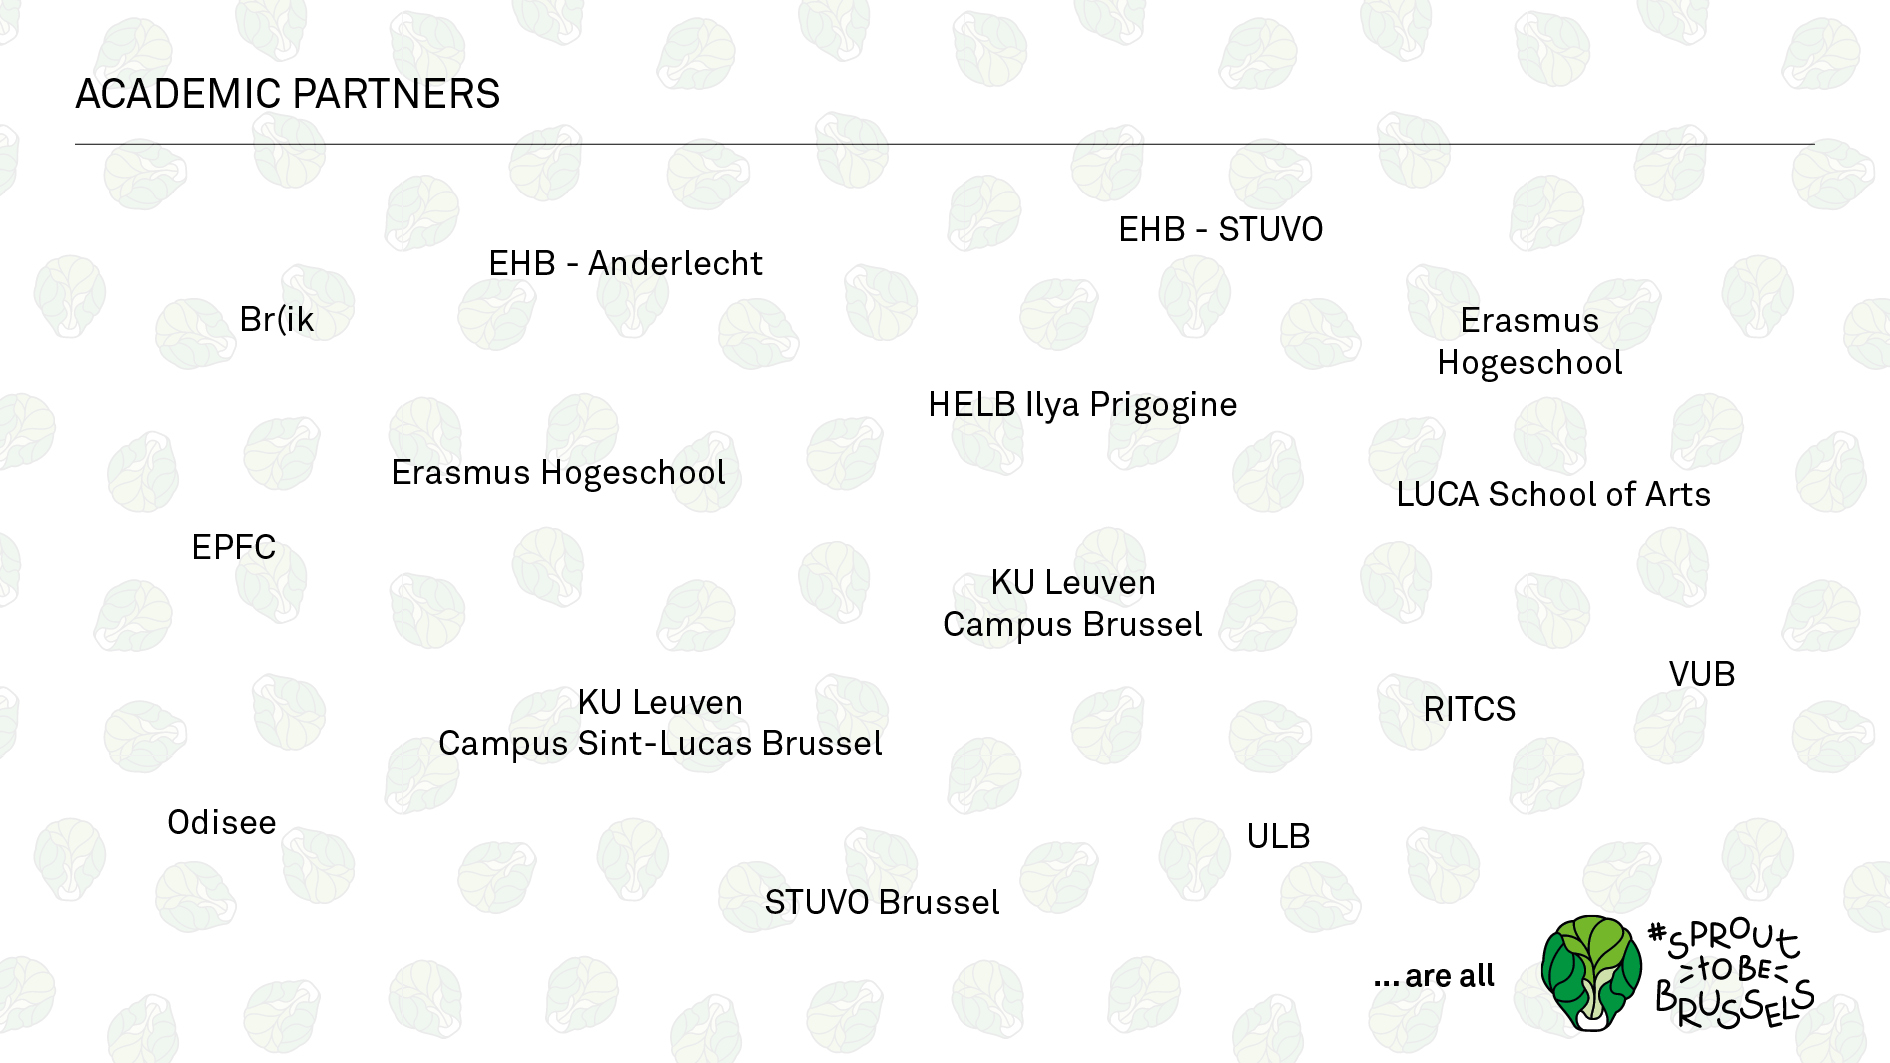 ACADEMIC PARTNERS
EHB - STUVO
EHB - Anderlecht
Br(ik
Erasmus
Hogeschool
HELB Ilya Prigogine
Erasmus Hogeschool
LUCA School of Arts
EPFC
KU Leuven
Campus Brussel
VUB
RITCS
KU Leuven
Campus Sint-Lucas Brussel
Odisee
ULB
STUVO Brussel
... are all
#SPROUT
TO BE
BRUSSELS